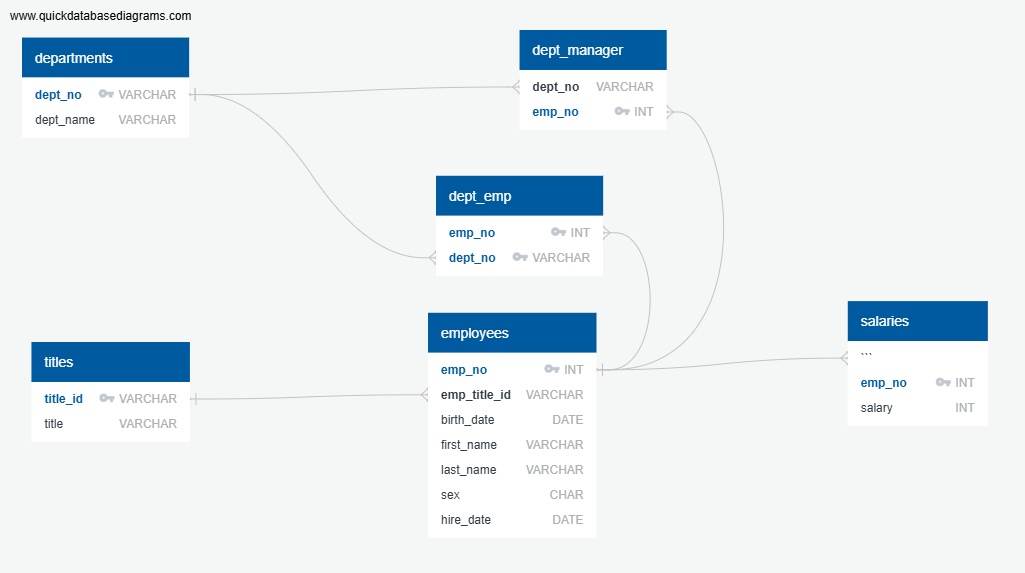 www.quickdatabasediagrams.com
departments
dept_no VARCHAR
dept_name VARCHAR
dept_manager
dept_no VARCHAR
emp_no INT
dept_emp
emp_no INT
dept_no VARCHAR
titles
title_id VARCHAR
title VARCHAR
employees
emp_no INT
emp_title_id VARCHAR
birth_date DATE
first_name VARCHAR
last_name VARCHAR
sex CHAR
hire_date DATE
salaries
```
emp_no INT
salary INT